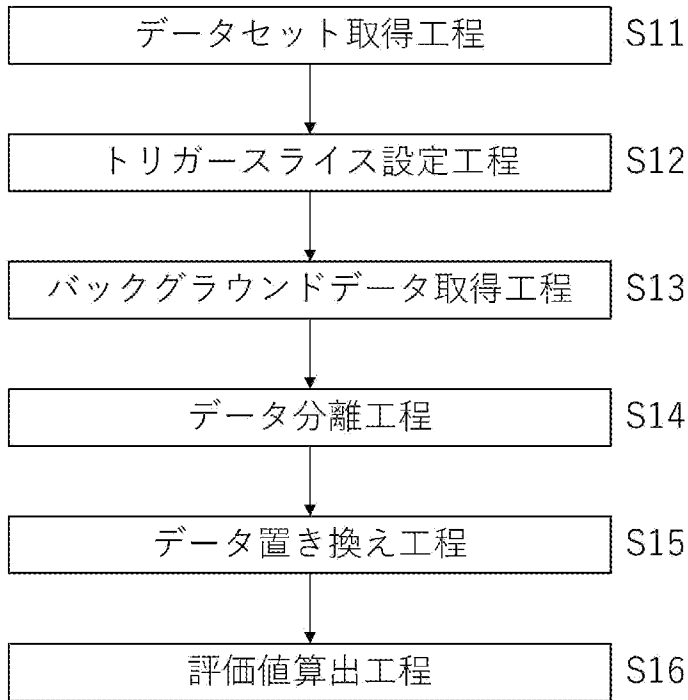 データセット取得工程 S11
トリガースライス設定工程 S12
バックグラウンドデータ取得工程 S13
データ分離工程 S14
データ置き換え工程 S15
評価値算出工程 S16